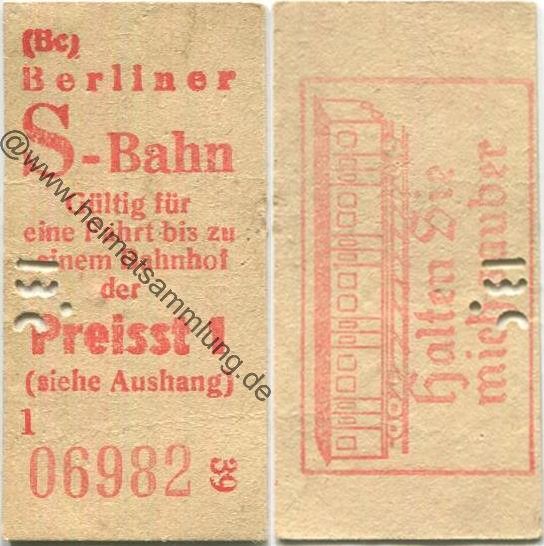 (Bc)
Berliner
S-Bahn
Gültig für
eine Fahrt bis zu
einem Bahnhof
der
Preisst 1
(siehe Aushang)
1
06982 39
@www.heimatsammlung.de
Halten Sie
mich sauber